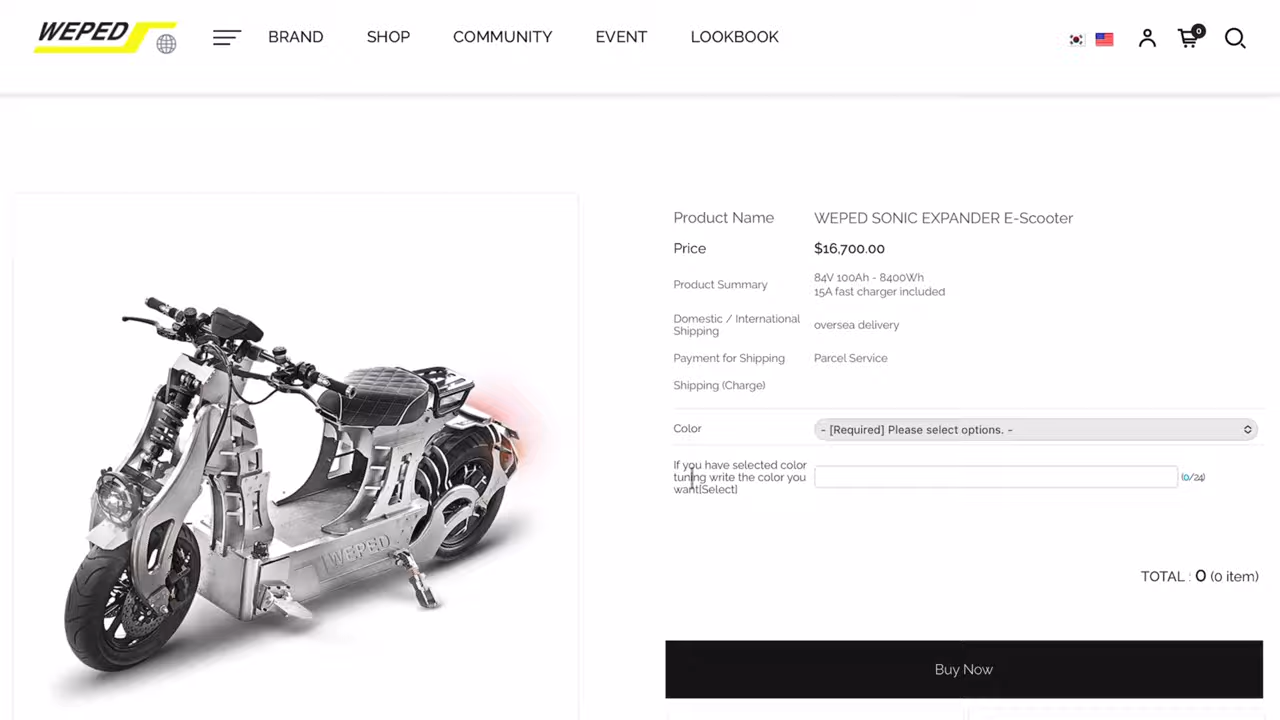 WEPED
BRAND
SHOP
COMMUNITY
EVENT
LOOKBOOK
0
Product Name
WEPED SONIC EXPANDER E-Scooter
Price
$16,700.00
Product Summary
84V 100Ah - 8400Wh
15A fast charger included
Domestic / International
Shipping
oversea delivery
Payment for Shipping
Parcel Service
Shipping (Charge)
Color
- [Required] Please select options. -
If you have selected color
tuning write the color you
want[Select]
(0/24)
TOTAL : 0 (0 item)
Buy Now
WEPED